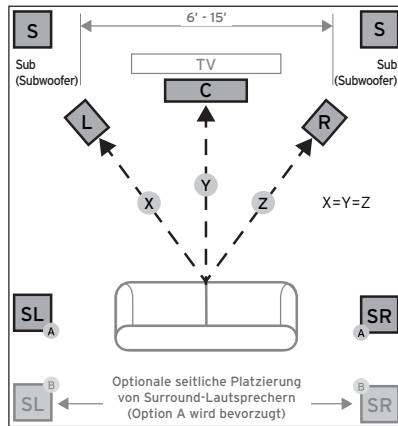 6' - 15'
S
S
TV
Sub
(Subwoofer)
Sub
(Subwoofer)
C
L
R
Y
X
Z
X=Y=Z
SL
A
SR
A
B
B
SL
SR
Optionale seitliche Platzierung
von Surround-Lautsprechern
(Option A wird bevorzugt)